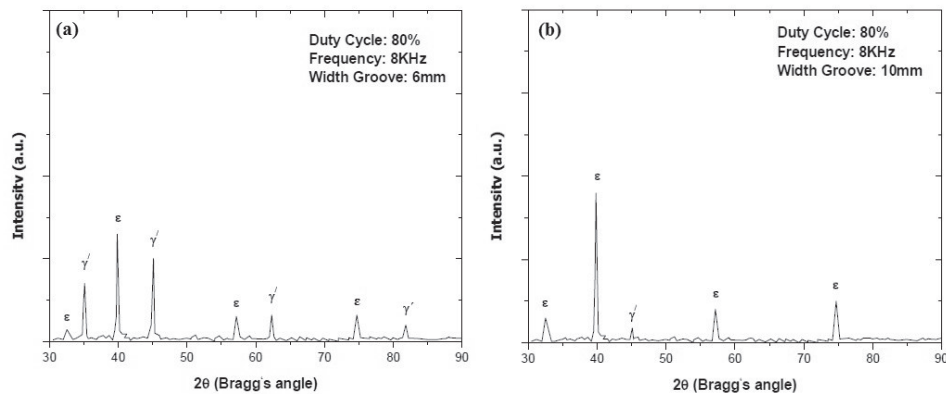 (a)
Duty Cycle: 80%
Frequency: 8KHz
Width Groove: 6mm
Intensity (a.u.)
ε
γ′
ε
γ′
ε
γ′
ε
γ′
30 40 50 60 70 80 90
2θ (Bragg's angle)
(b)
Duty Cycle: 80%
Frequency: 8KHz
Width Groove: 10mm
Intensity (a.u.)
ε
ε
γ′
ε
ε
30 40 50 60 70 80 90
2θ (Bragg's angle)